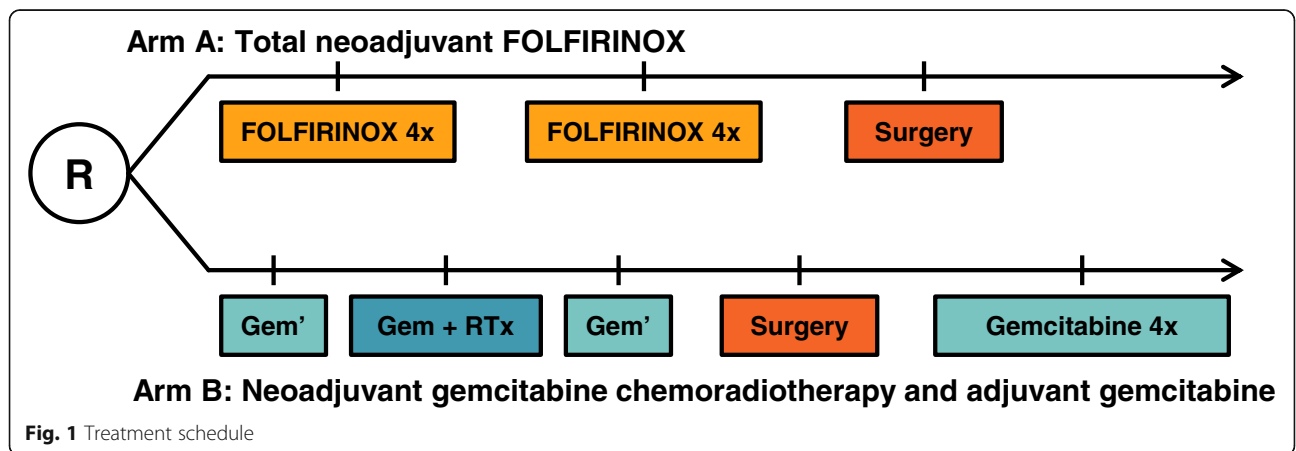 Arm A: Total neoadjuvant FOLFIRINOX
FOLFIRINOX 4x
FOLFIRINOX 4x
Surgery
R
Gem’
Gem + RTx
Gem’
Surgery
Gemcitabine 4x
Arm B: Neoadjuvant gemcitabine chemoradiotherapy and adjuvant gemcitabine
Fig. 1 Treatment schedule